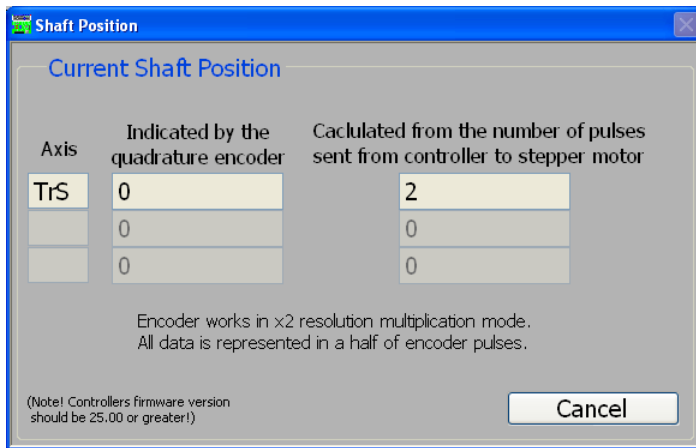 Shaft Position
Current Shaft Position
Axis
Indicated by the
quadrature encoder
Caclulated from the number of pulses
sent from controller to stepper motor
TrS 0 2
0 0
0 0
Encoder works in x2 resolution multiplication mode.
All data is represented in a half of encoder pulses.
(Note! Controllers firmware version
should be 25.00 or greater!)
Cancel